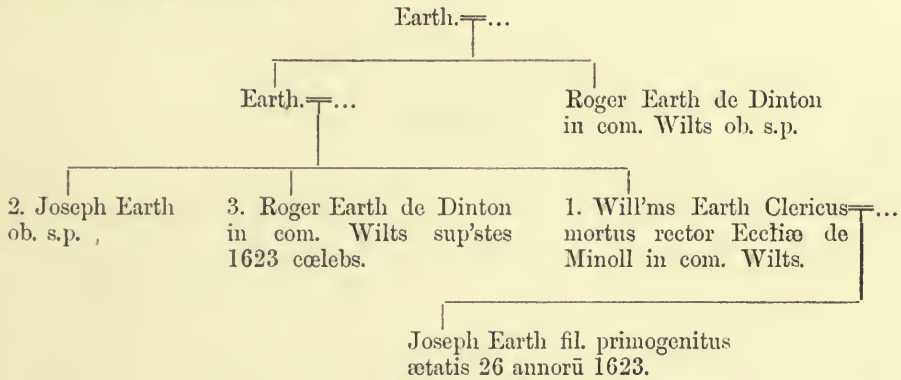 Earth.=...
Earth.=...
Roger Earth de Dinton
in com. Wilts ob. s.p.
2. Joseph Earth
ob. s.p.
3. Roger Earth de Dinton
in com. Wilts sup'stes
1623 cœlebs.
1. Will'ms Earth Clericus=...
mortus rector Eccłiæ de
Minoll in com. Wilts.
Joseph Earth fil. primogenitus
ætatis 26 annorū 1623.